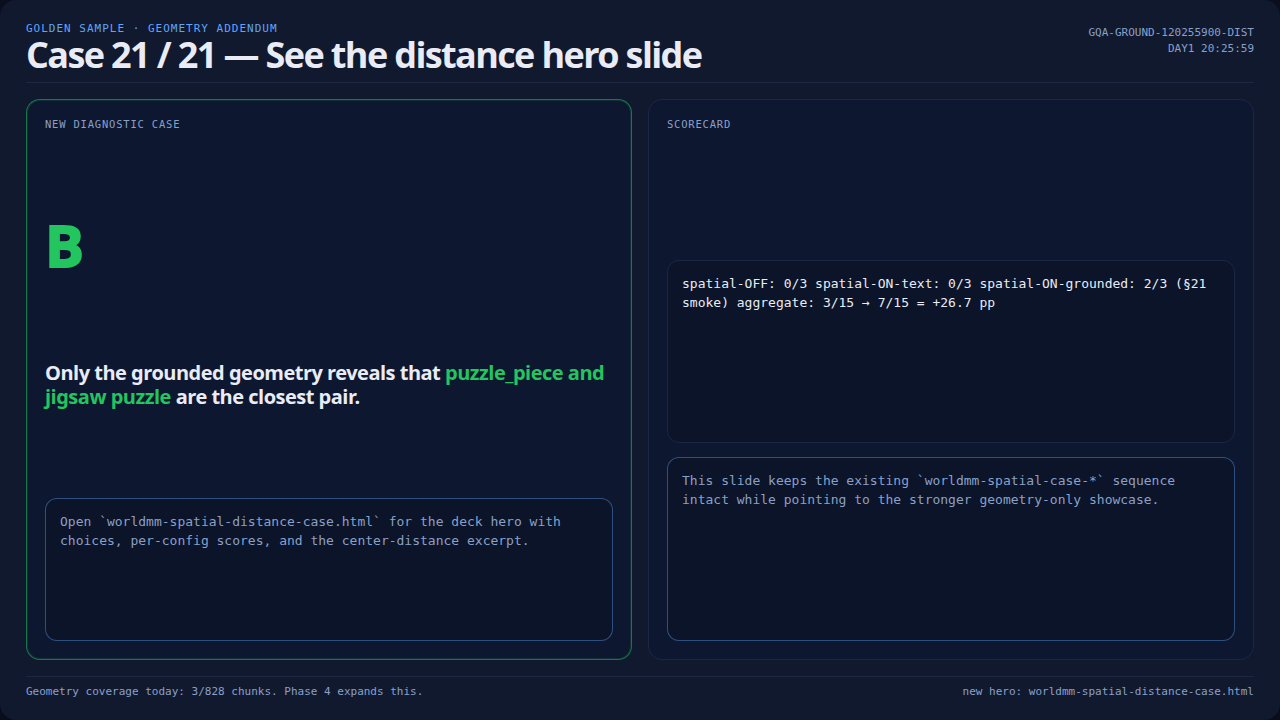 GOLDEN SAMPLE · GEOMETRY ADDENDUM
Case 21 / 21 — See the distance hero slide
GQA-GROUND-120255900-DIST
DAY1 20:25:59
NEW DIAGNOSTIC CASE
B
Only the grounded geometry reveals that puzzle_piece and
jigsaw puzzle are the closest pair.
Open `worldmm-spatial-distance-case.html` for the deck hero with
choices, per-config scores, and the center-distance excerpt.
SCORECARD
spatial-OFF: 0/3 spatial-ON-text: 0/3 spatial-ON-grounded: 2/3 (§21
smoke) aggregate: 3/15 → 7/15 = +26.7 pp
This slide keeps the existing `worldmm-spatial-case-*` sequence
intact while pointing to the stronger geometry-only showcase.
Geometry coverage today: 3/828 chunks. Phase 4 expands this.
new hero: worldmm-spatial-distance-case.html